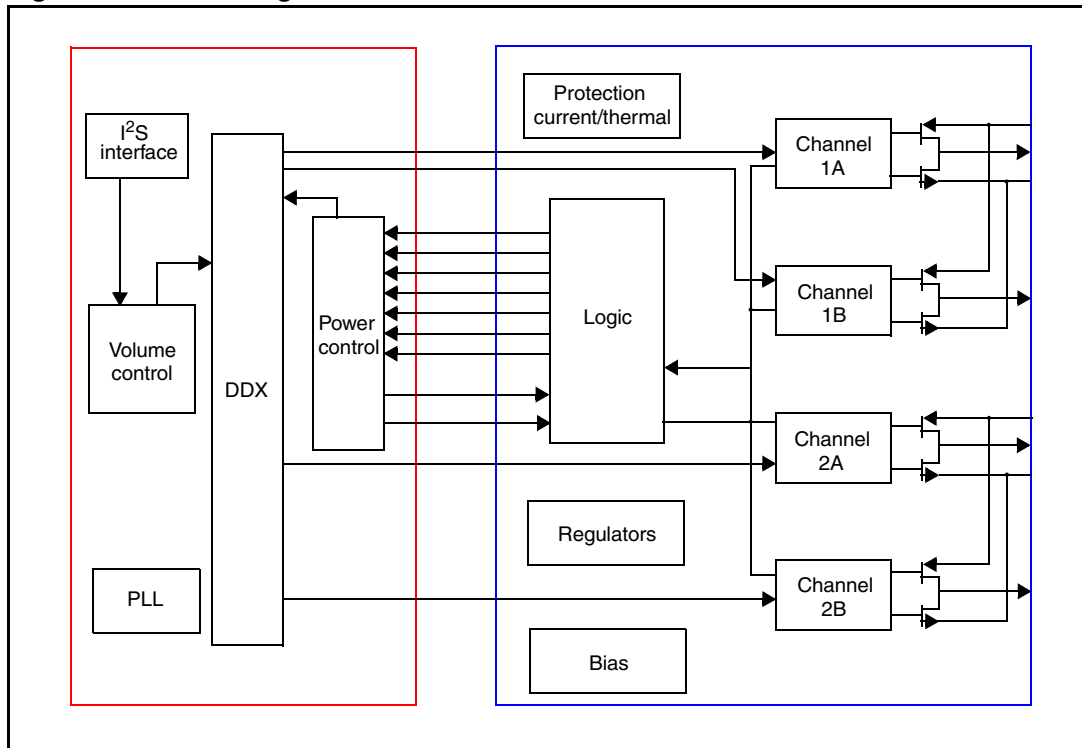 Protection
current/thermal
I²S
interface
Channel
1A
Channel
1B
Logic
Power
control
Volume
control
DDX
Channel
2A
Regulators
Channel
2B
PLL
Bias